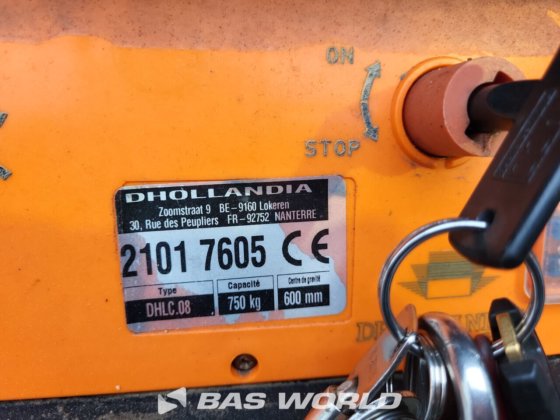 ON
STOP
DHOLLANDIA
Zoomstraat 9 BE-9160 Lokeren
30, Rue des Peupliers FR-92752 NANTERRE
2101 7605 CE
Type Capacité Centre de gravité
DHLC.08 750 kg 600 mm
BAS WORLD